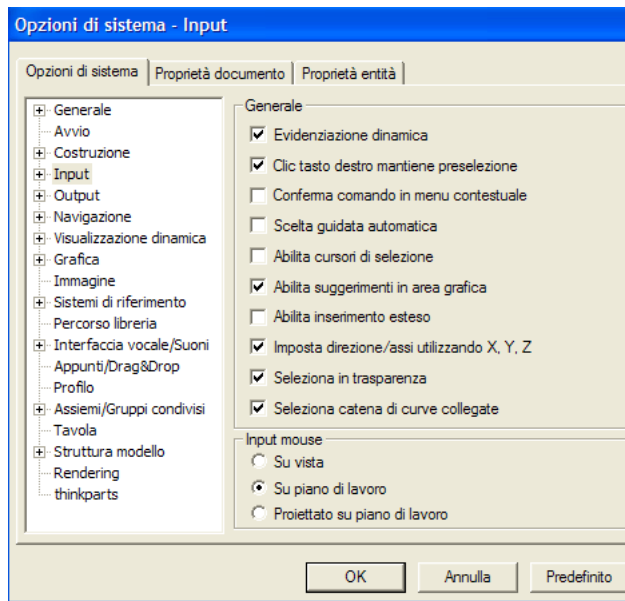 Opzioni di sistema - Input
Opzioni di sistema
Proprietà documento
Proprietà entità
Generale
Avvio
Costruzione
Input
Output
Navigazione
Visualizzazione dinamica
Grafica
Immagine
Sistemi di riferimento
Percorso libreria
Interfaccia vocale/Suoni
Appunti/Drag&Drop
Profilo
Assiemi/Gruppi condivisi
Tavola
Struttura modello
Rendering
thinkparts
Generale
Evidenziazione dinamica
Clic tasto destro mantiene preselezione
Conferma comando in menu contestuale
Scelta guidata automatica
Abilita cursori di selezione
Abilita suggerimenti in area grafica
Abilita inserimento esteso
Imposta direzione/assi utilizzando X, Y, Z
Seleziona in trasparenza
Seleziona catena di curve collegate
Input mouse
Su vista
Su piano di lavoro
Proiettato su piano di lavoro
OK
Annulla
Predefinito